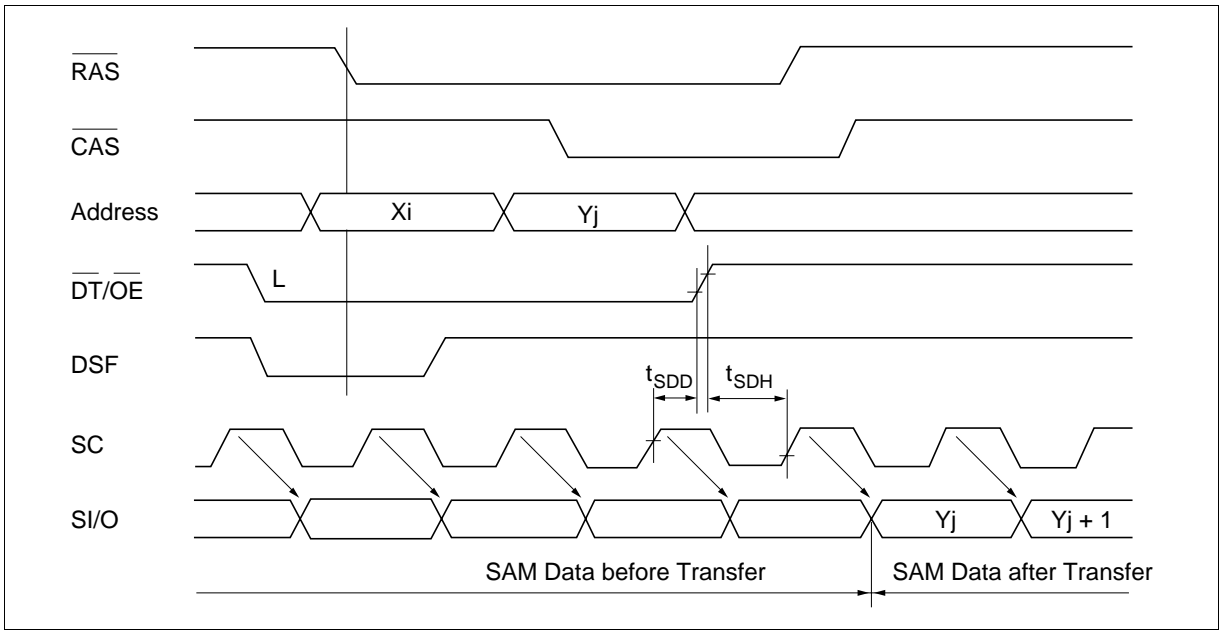 RAS
CAS
Address
Xi
Yj
DT/OE
L
DSF
tSDD
tSDH
SC
SI/O
Yj
Yj + 1
SAM Data before Transfer
SAM Data after Transfer